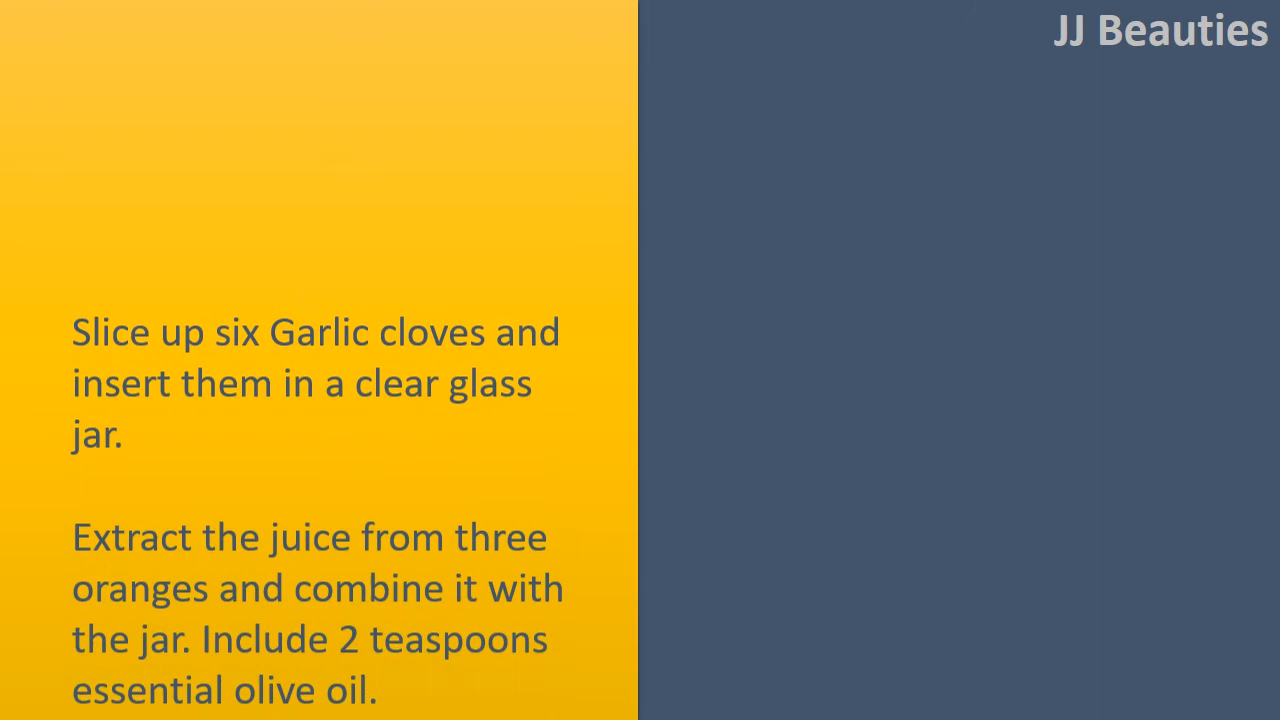 JJ Beauties
Slice up six Garlic cloves and
insert them in a clear glass
jar.
Extract the juice from three
oranges and combine it with
the jar. Include 2 teaspoons
essential olive oil.